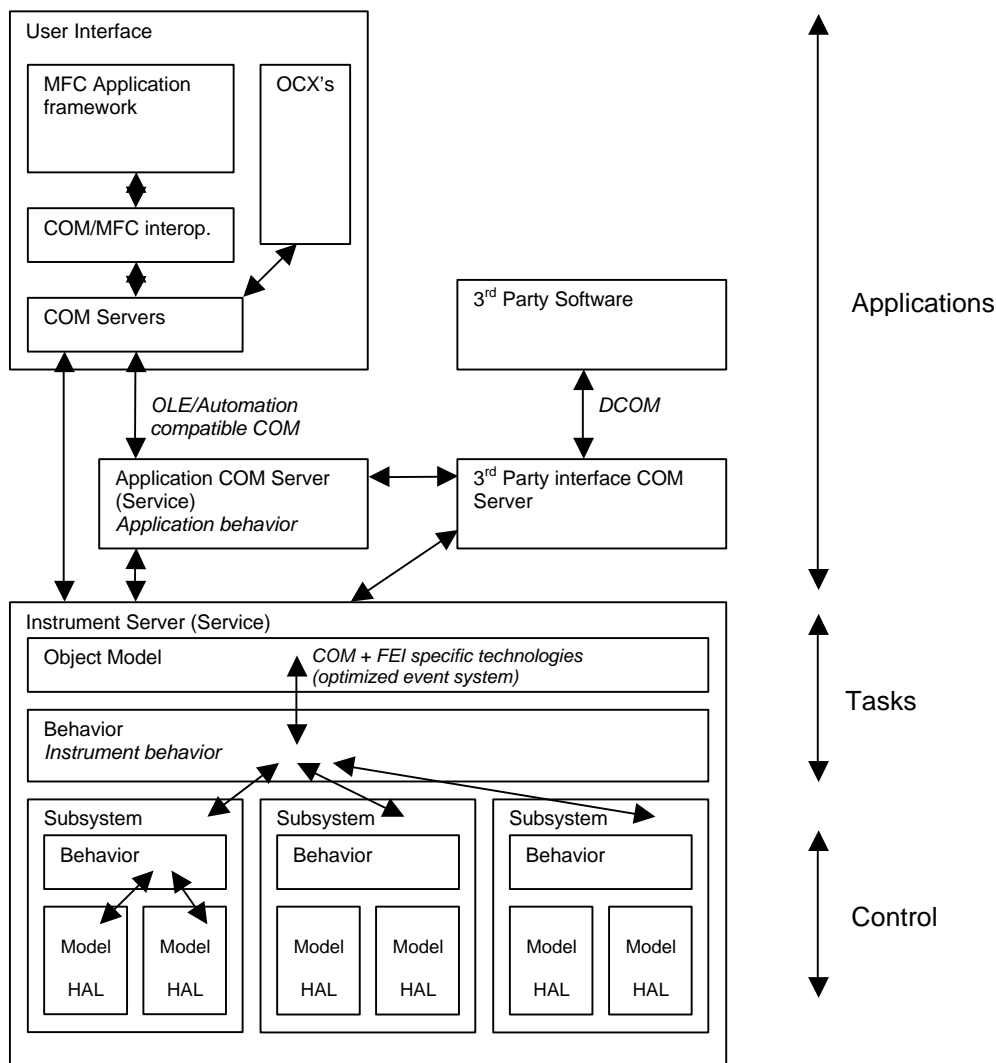 User Interface
MFC Application
framework
OCX's
COM/MFC interop.
COM Servers
3rd Party Software
Applications
OLE/Automation
compatible COM
DCOM
Application COM Server
(Service)
Application behavior
3rd Party interface COM
Server
Instrument Server (Service)
Object Model
COM + FEI specific technologies
(optimized event system)
Tasks
Behavior
Instrument behavior
Subsystem
Subsystem
Subsystem
Behavior
Behavior
Behavior
Control
Model
Model
Model
Model
Model
Model
HAL
HAL
HAL
HAL
HAL
HAL